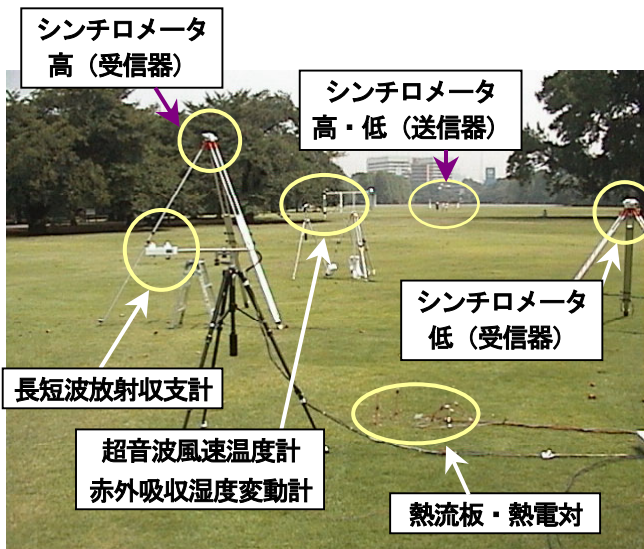 シンチロメータ
高（受信器）
シンチロメータ
高・低（送信器）
シンチロメータ
低（受信器）
長短波放射収支計
超音波風速温度計
赤外吸収湿度変動計
熱流板・熱電対